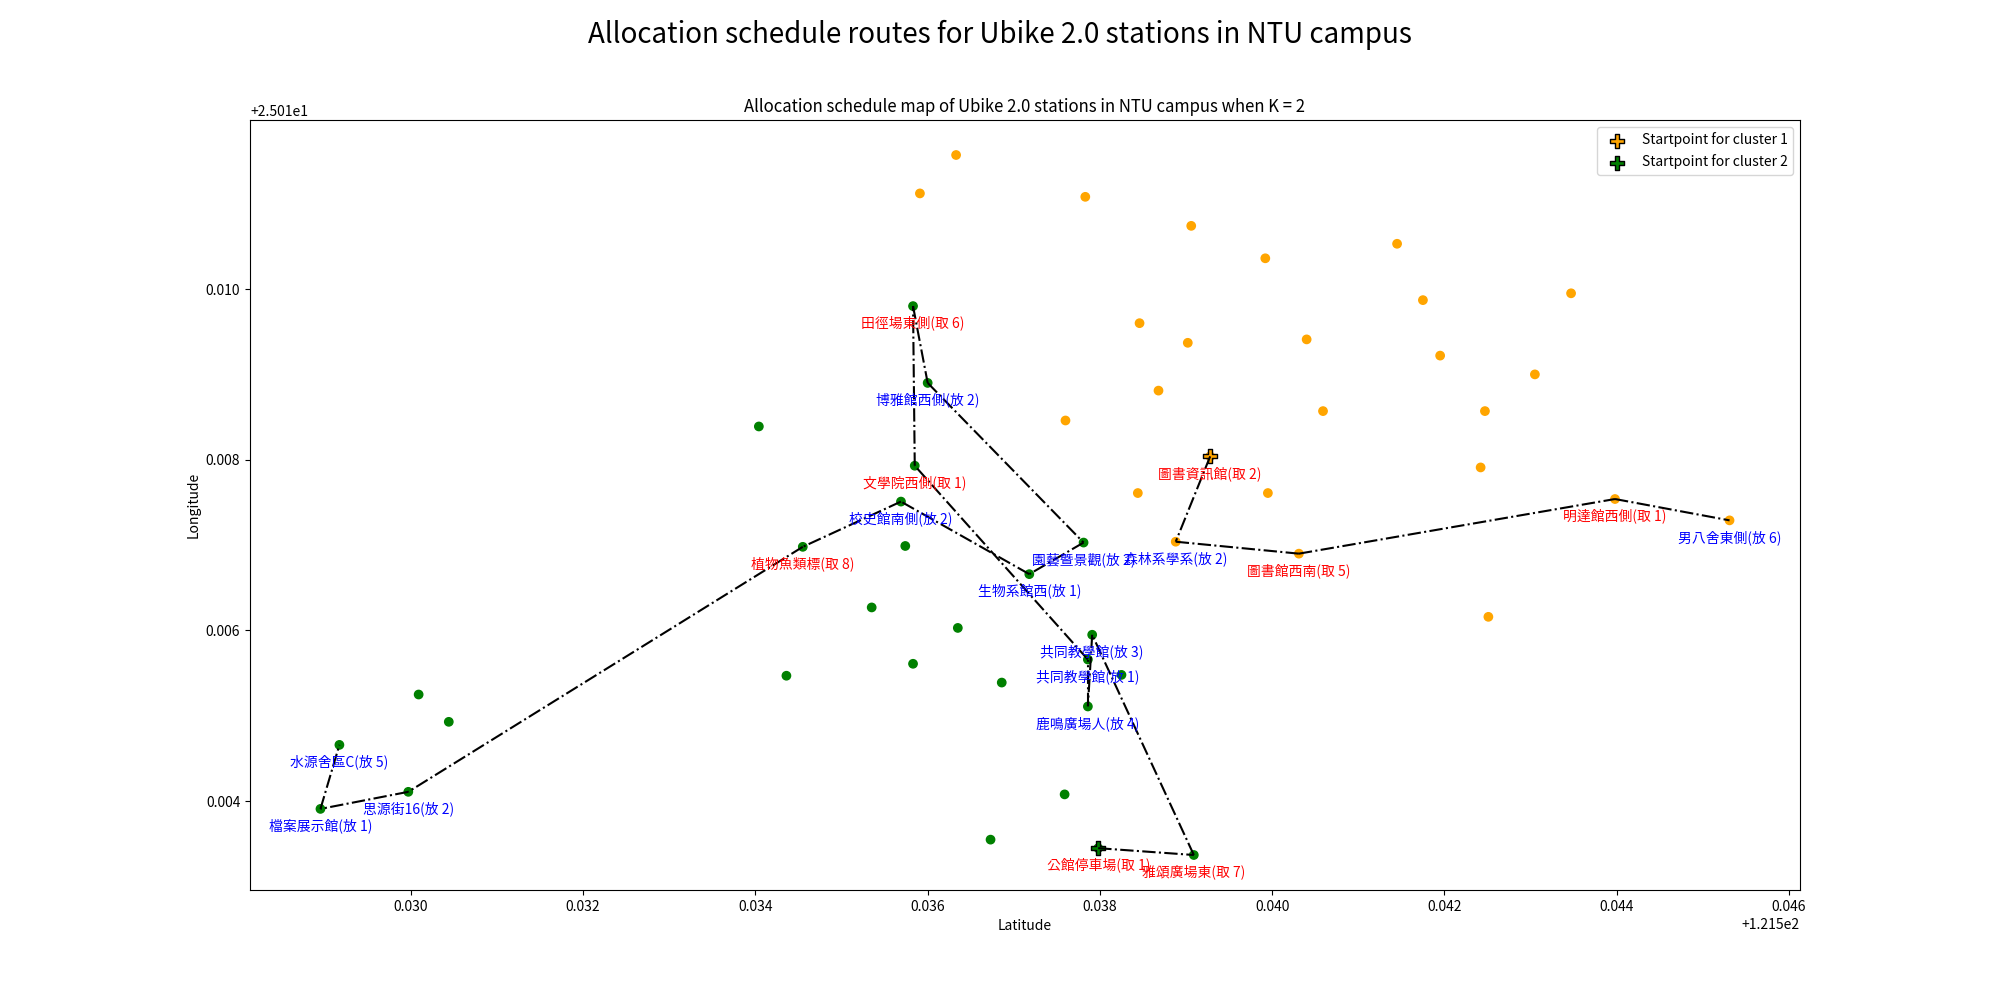 Allocation schedule routes for Ubike 2.0 stations in NTU campus
Allocation schedule map of Ubike 2.0 stations in NTU campus when K = 2
+2.501e1
Startpoint for cluster 1
Startpoint for cluster 2
0.010
0.008
0.006
0.004
Longitude
田徑場東側(取 6)
博雅館西側(放 2)
圖書資訊館(取 2)
文學院西側(取 1)
校史館南側(放 2)
明達館西側(取 1)
男八舍東側(放 6)
植物魚類標(取 8)
園藝暨景觀(放 2)
森林系學系(放 2)
圖書館西南(取 5)
生物系館西(放 1)
共同教學館(放 3)
共同教學館(放 1)
鹿鳴廣場人(放 4)
水源舍區C(放 5)
思源街16(放 2)
檔案展示館(放 1)
公館停車場(取 1)
雅頌廣場東(取 7)
0.030
0.032
0.034
0.036
0.038
0.040
0.042
0.044
0.046
Latitude
+1.215e2